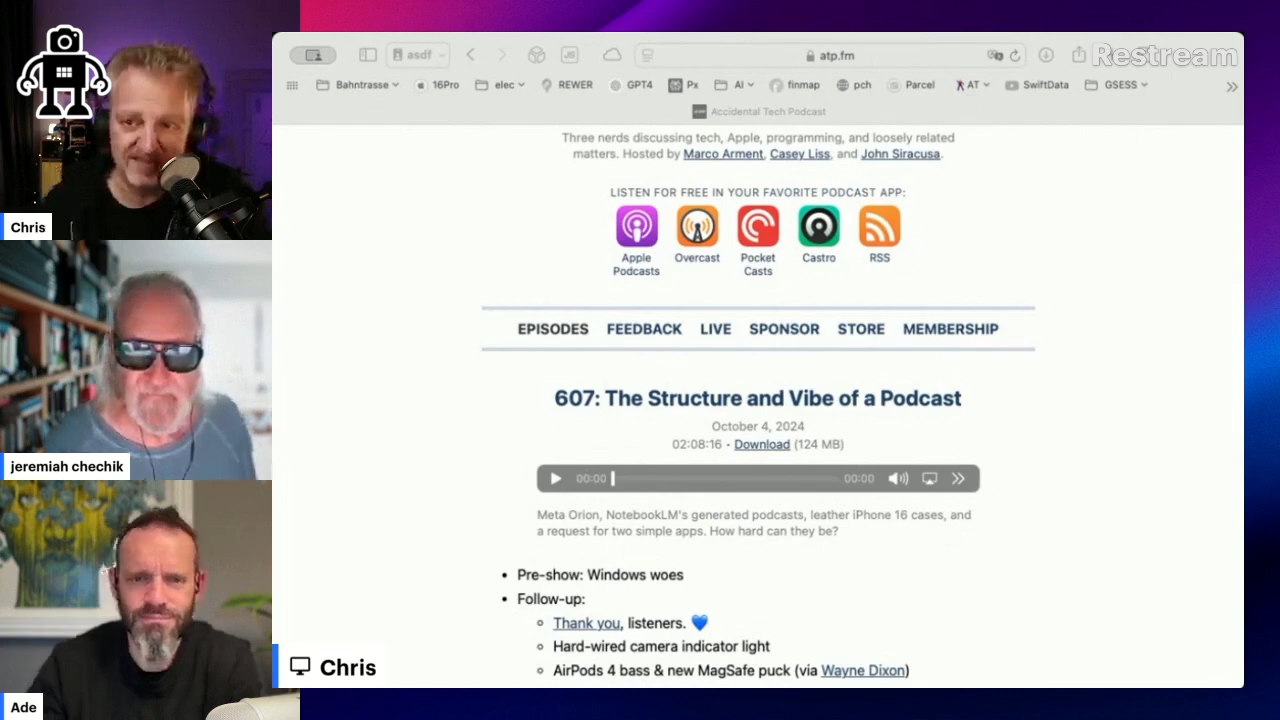 Chris
jeremiah chechik
Ade
asdf
JS
atp.fm
Restream
Bahntrasse
16Pro
elec
REWER
GPT4
Px
AI
finmap
pch
Parcel
AT
SwiftData
GSESS
Accidental Tech Podcast
Three nerds discussing tech, Apple, programming, and loosely related
matters. Hosted by Marco Arment, Casey Liss, and John Siracusa.
LISTEN FOR FREE IN YOUR FAVORITE PODCAST APP:
Apple Podcasts
Overcast
Pocket Casts
Castro
RSS
EPISODES FEEDBACK LIVE SPONSOR STORE MEMBERSHIP
607: The Structure and Vibe of a Podcast
October 4, 2024
02:08:16 - Download (124 MB)
00:00 00:00
Meta Orion, NotebookLM's generated podcasts, leather iPhone 16 cases, and
a request for two simple apps. How hard can they be?
• Pre-show: Windows woes
• Follow-up:
Thank you, listeners. 💙
Hard-wired camera indicator light
AirPods 4 bass & new MagSafe puck (via Wayne Dixon)
Chris